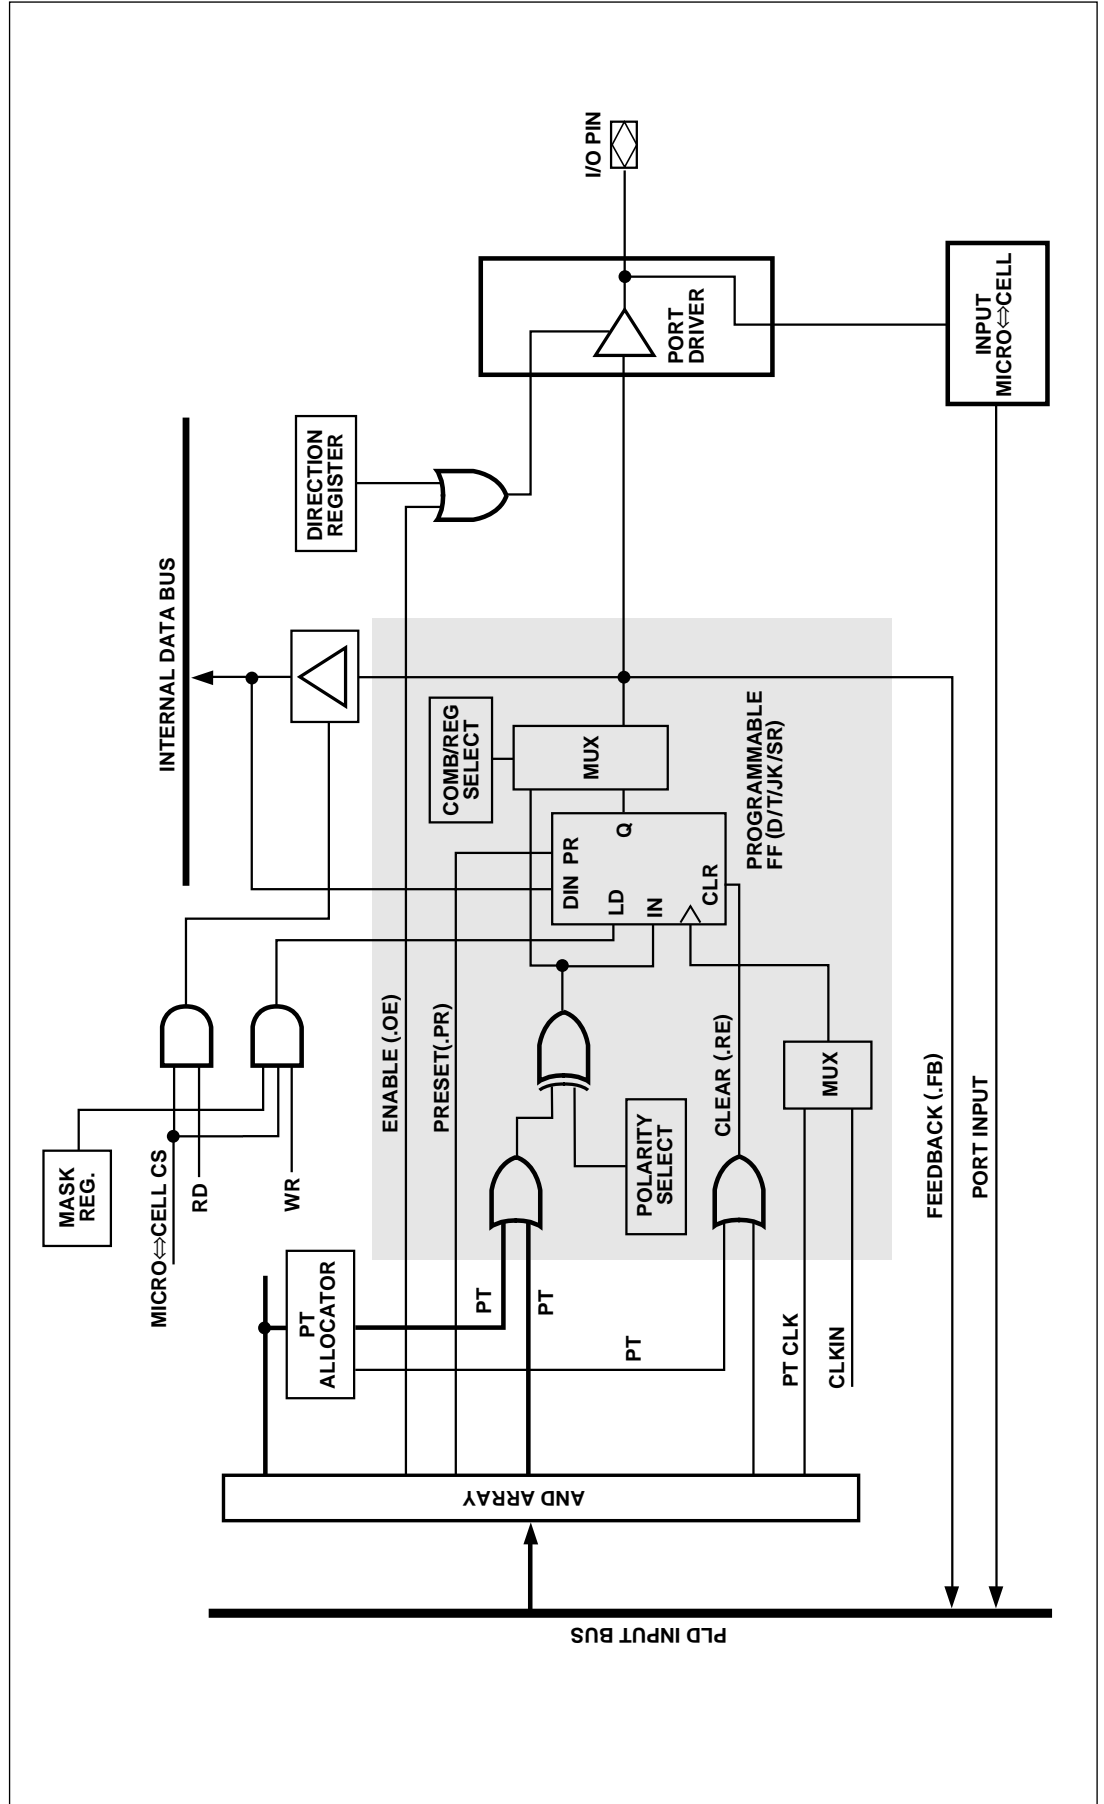 MASK
REG.
MICRO⇔CELL CS
RD
WR
INTERNAL DATA BUS
DIRECTION
REGISTER
PT
ALLOCATOR
ENABLE (.OE)
PRESET(.PR)
PT
PT
PT
COMB/REG
SELECT
MUX
DIN PR
LD
Q
IN
CLR
PROGRAMMABLE
FF (D/T/JK/SR)
POLARITY
SELECT
CLEAR (.RE)
MUX
PT CLK
CLKIN
AND ARRAY
PLD INPUT BUS
FEEDBACK (.FB)
PORT INPUT
PORT
DRIVER
I/O PIN
INPUT
MICRO⇔CELL